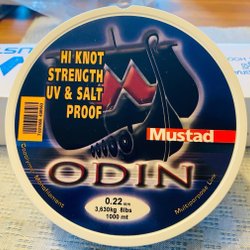 HI KNOT
STRENGTH
UV & SALT
PROOF
Mustad
ODIN
0.22 mm
3,630kg 8lbs
1000 mt
Multipurpose Line